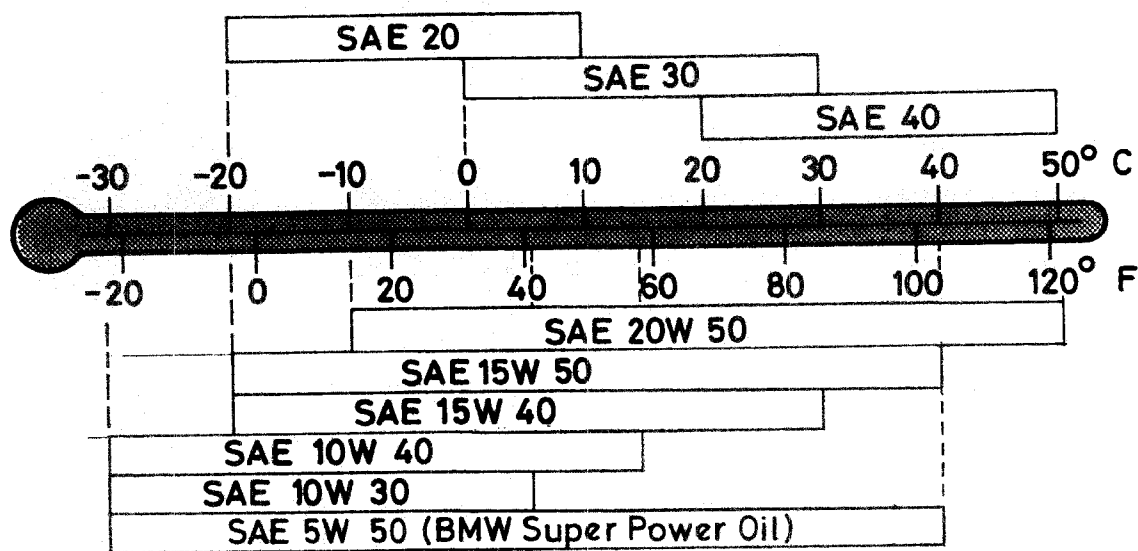 SAE 20
SAE 30
SAE 40
-30 -20 -10 0 10 20 30 40 50° C
-20 0 20 40 60 80 100 120° F
SAE 20W 50
SAE 15W 50
SAE 15W 40
SAE 10W 40
SAE 10W 30
SAE 5W 50 (BMW Super Power Oil)